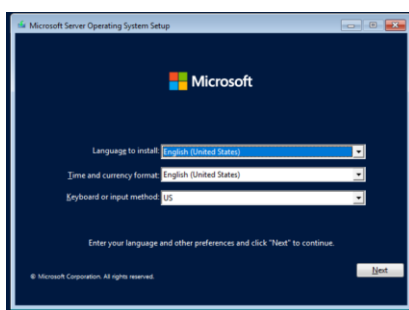 Microsoft Server Operating System Setup
Microsoft
Language to install: English (United States)
Time and currency format: English (United States)
Keyboard or input method: US
Enter your language and other preferences and click "Next" to continue.
© Microsoft Corporation. All rights reserved.
Next